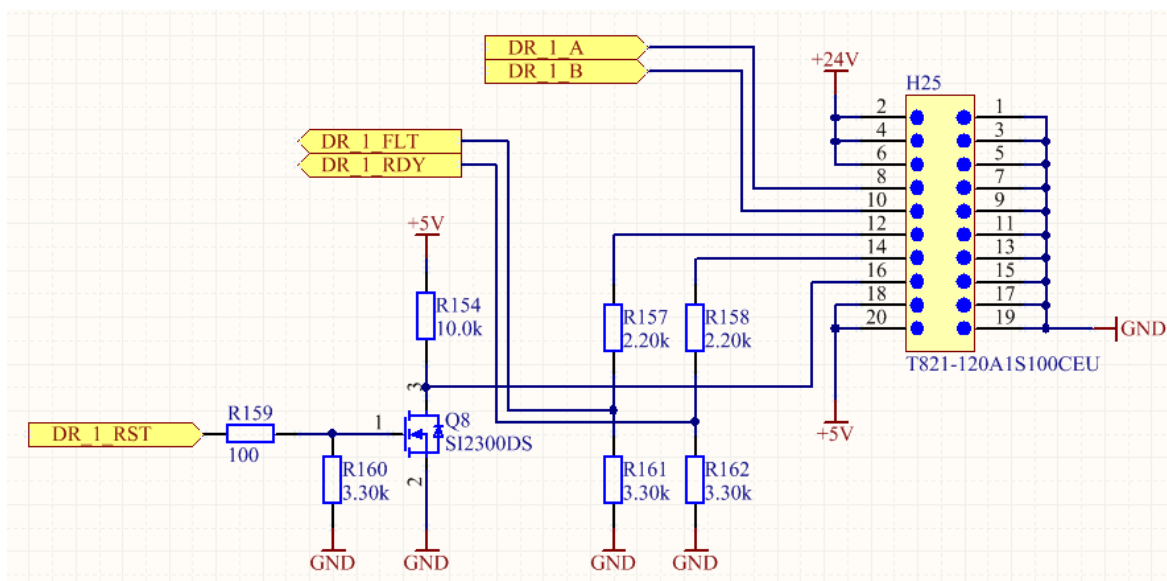 DR_1_A
DR_1_B
+24V
H25
2 1
4 3
6 5
8 7
10 9
12 11
14 13
16 15
18 17
20 19
GND
T821-120A1S100CEU
+5V
DR_1_FLT
DR_1_RDY
+5V
R154
10.0k
R157
2.20k
R158
2.20k
3
DR_1_RST
R159
100
1
Q8
SI2300DS
2
R160
3.30k
R161
3.30k
R162
3.30k
GND
GND
GND
GND